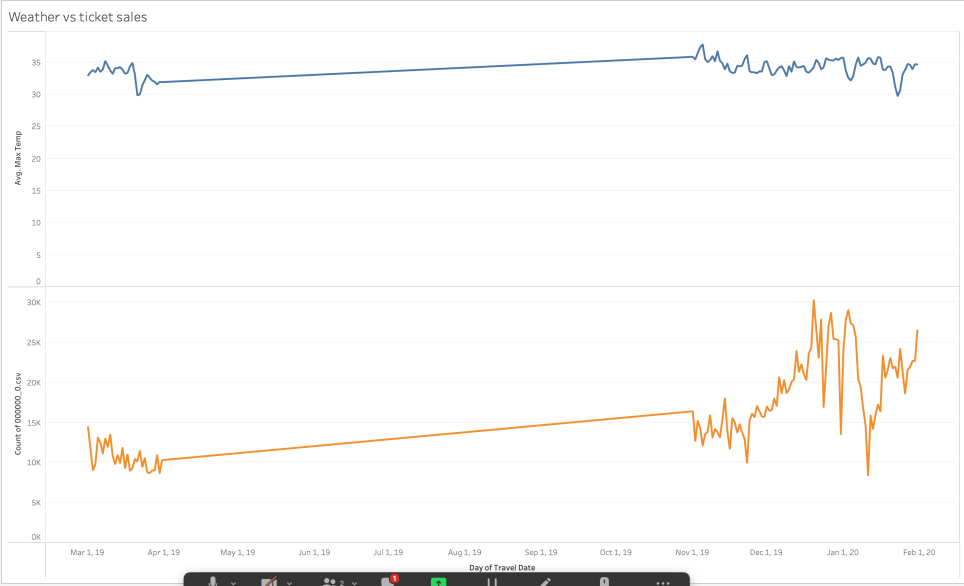 Weather vs ticket sales
35
30
25
20
15
10
5
0
Avg. Max Temp
30K
25K
20K
15K
10K
5K
0K
Count of 000000_0.csv
Mar 1, 19 Apr 1, 19 May 1, 19 Jun 1, 19 Jul 1, 19 Aug 1, 19 Sep 1, 19 Oct 1, 19 Nov 1, 19 Dec 1, 19 Jan 1, 20 Feb 1, 20
Day of Travel Date
2 1